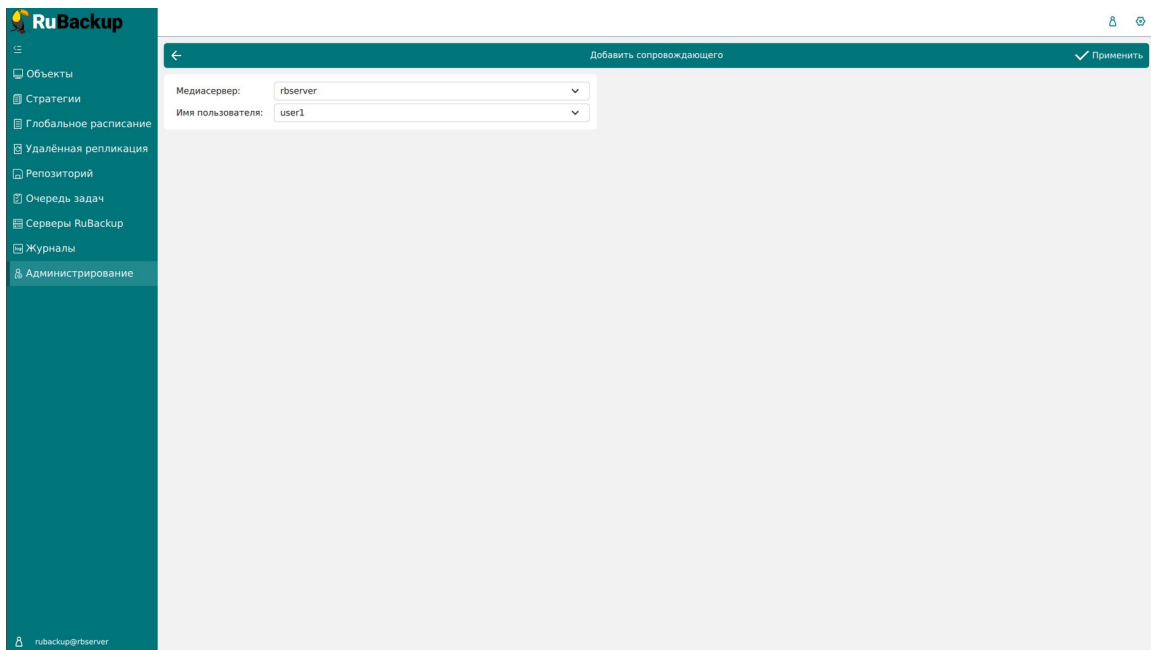 RuBackup
Добавить сопровождающего
Применить
Объекты
Стратегии
Глобальное расписание
Удалённая репликация
Репозиторий
Очередь задач
Серверы RuBackup
Журналы
Администрирование
Медиасервер: rbserver
Имя пользователя: user1
rubackup@rbserver